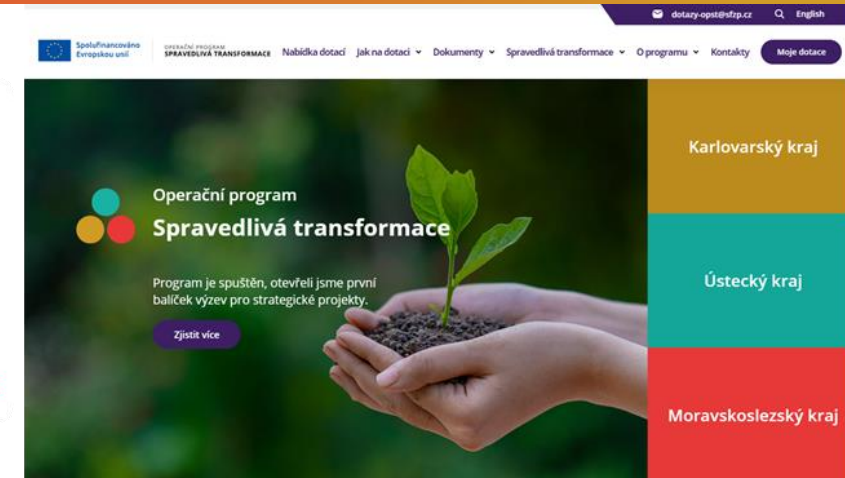 dotazy-opst@sfzp.cz English
Spolufinancováno
Evropskou unií
OPERAČNÍ PROGRAM
SPRAVEDLIVÁ TRANSFORMACE
Nabídka dotací Jak na dotaci Dokumenty Spravedlivá transformace O programu Kontakty Moje dotace
Operační program
Spravedlivá transformace
Program je spuštěn, otevřeli jsme první
balíček výzev pro strategické projekty.
Zjistit více
Karlovarský kraj
Ústecký kraj
Moravskoslezský kraj